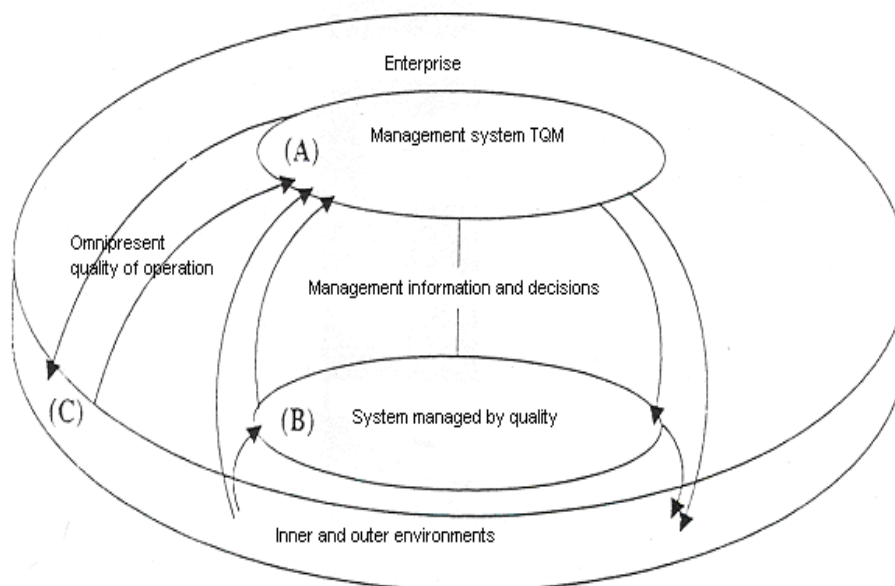 Enterprise
Management system TQM
(A)
Omnipresent
quality of operation
Management information and decisions
(C)
(B)
System managed by quality
Inner and outer environments